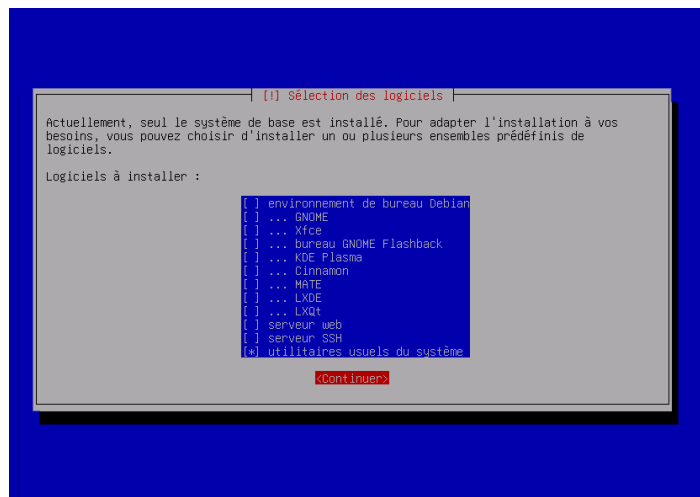 [!] Sélection des logiciels
Actuellement, seul le système de base est installé. Pour adapter l'installation à vos
besoins, vous pouvez choisir d'installer un ou plusieurs ensembles prédéfinis de
logiciels.
Logiciels à installer :
[ ] environnement de bureau Debian
[ ] ... GNOME
[ ] ... Xfce
[ ] ... bureau GNOME Flashback
[ ] ... KDE Plasma
[ ] ... Cinnamon
[ ] ... MATE
[ ] ... LXDE
[ ] ... LXQt
[ ] serveur web
[ ] serveur SSH
[*] utilitaires usuels du système
<Continuer>